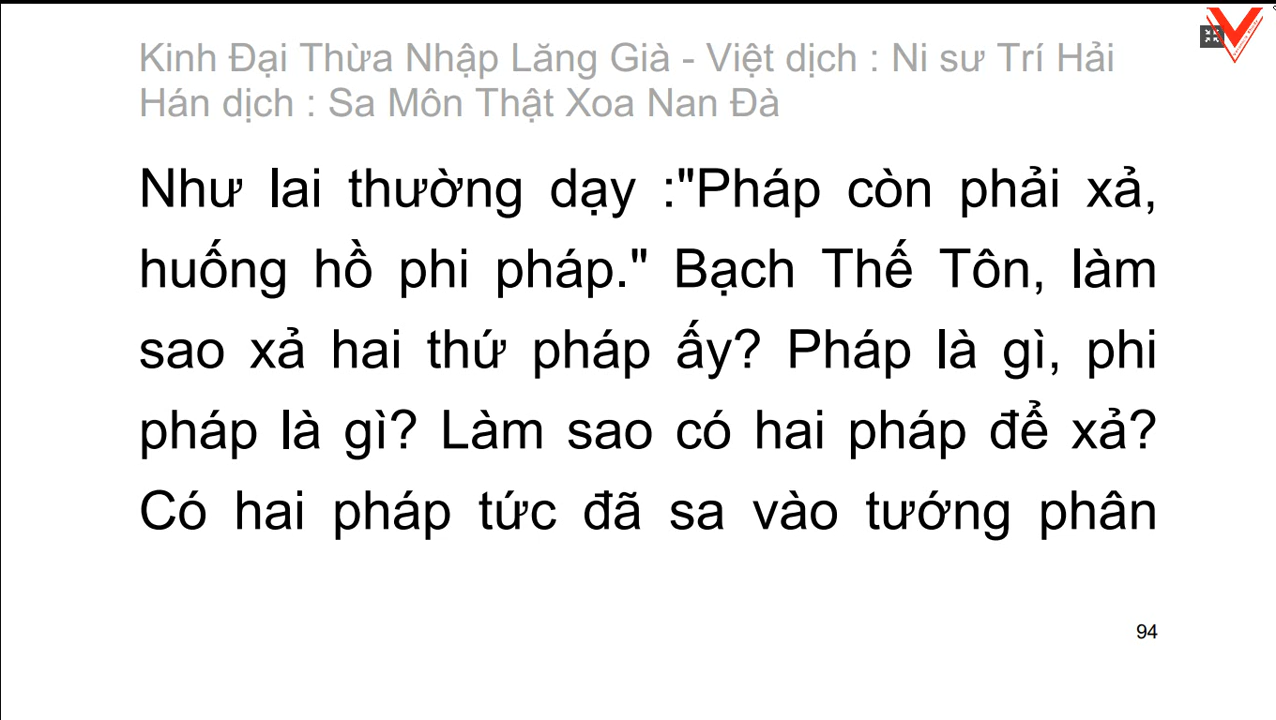 Kinh Đại Thừa Nhập Lăng Già - Việt dịch : Ni sư Trí Hải
Hán dịch : Sa Môn Thật Xoa Nan Đà
Như lai thường dạy :"Pháp còn phải xả,
huống hồ phi pháp." Bạch Thế Tôn, làm
sao xả hai thứ pháp ấy? Pháp là gì, phi
pháp là gì? Làm sao có hai pháp để xả?
Có hai pháp tức đã sa vào tướng phân
94